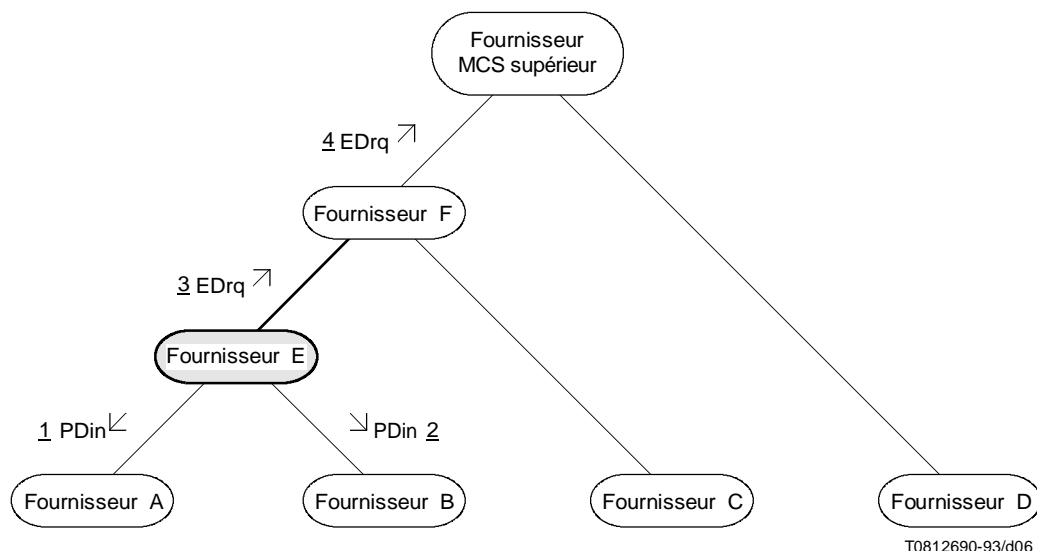 Fournisseur
MCS supérieur
4 EDrq
Fournisseur F
3 EDrq
Fournisseur E
1 PDin
PDin 2
Fournisseur A
Fournisseur B
Fournisseur C
Fournisseur D
T0812690-93/d06